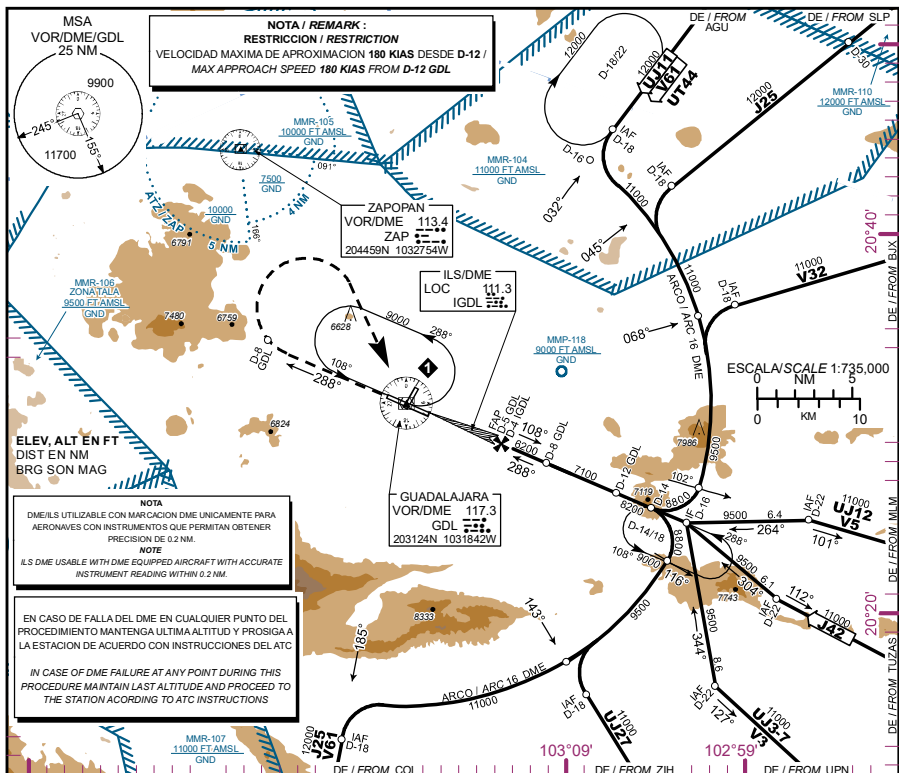 MSA
VOR/DME/GDL
25 NM
9900
245°
155°
11700
NOTA / REMARK :
RESTRICCION / RESTRICTION
VELOCIDAD MAXIMA DE APROXIMACION 180 KIAS DESDE D-12 /
MAX APPROACH SPEED 180 KIAS FROM D-12 GDL
DE / FROM
AGU
DE / FROM SLP
12000
D-18/22
12000
UJ11
V61
UT44
D-30
12000
J25
MMR-110
12000 FT AMSL
GND
MMR-105
10000 FT AMSL
GND
091°
7500
GND
10000
GND
4 NM
166°
ATZ / ZAP
5 NM
6791
IAF
D-18
D-16
MMR-104
11000 FT AMSL
GND
032°
045°
11000
IAF
D-18
20°40'
ZAPOPAN
VOR/DME 113.4
ZAP
204459N 1032754W
ILS/DME
LOC 111.3
IGDL
MMR-106
ZONA TALA
9500 FT AMSL
GND
7480
6759
6628
9000
288°
108°
1
D-8
GDL
288°
11000
ARCO / ARC 16 DME
068°
IAF
D-18
11000
V32
DE / FROM BJX
MMP-118
9000 FT AMSL
GND
ESCALA/SCALE 1:735,000
0 NM 5
0 KM 10
6824
FAP
D-5 GDL
D-4 IGDL
108°
6200
288°
D-8 GDL
7100
D-12 GDL
7986
9500
102°
7119
D-14
8200
8800
IF
D-16
ELEV, ALT EN FT
DIST EN NM
BRG SON MAG
NOTA
DME/ILS UTILIZABLE CON MARCACION DME UNICAMENTE PARA
AERONAVES CON INSTRUMENTOS QUE PERMITAN OBTENER
PRECISION DE 0.2 NM.
NOTE
ILS DME USABLE WITH DME EQUIPPED AIRCRAFT WITH ACCURATE
INSTRUMENT READING WITHIN 0.2 NM.
GUADALAJARA
VOR/DME 117.3
GDL
203124N 1031842W
9500 6.4
IAF
D-22
11000
UJ12
V5
264°
101°
DE / FROM MLM
D-14/18
8800
288°
108° 9000
116°
9500
304°
6.1
112°
IAF
D-22
11000
J42
7743
20°20'
EN CASO DE FALLA DEL DME EN CUALQUIER PUNTO DEL
PROCEDIMIENTO MANTENGA ULTIMA ALTITUD Y PROSIGA A
LA ESTACION DE ACUERDO CON INSTRUCCIONES DEL ATC
IN CASE OF DME FAILURE AT ANY POINT DURING THIS
PROCEDURE MAINTAIN LAST ALTITUDE AND PROCEED TO
THE STATION ACORDING TO ATC INSTRUCTIONS
8333
185°
143°
9500
9500
344°
8.6
IF
D-22
127°
11000
UJ3-7
V3
DE / FROM TUZAS
ARCO / ARC 16 DME
11000
IAF
D-18
12000
J25
V61
IAF
D-18
11000
UJ27
MMR-107
11000 FT AMSL
GND
103°09'
102°59'
DE / FROM COL
DE / FROM ZIH
DE / FROM UPN